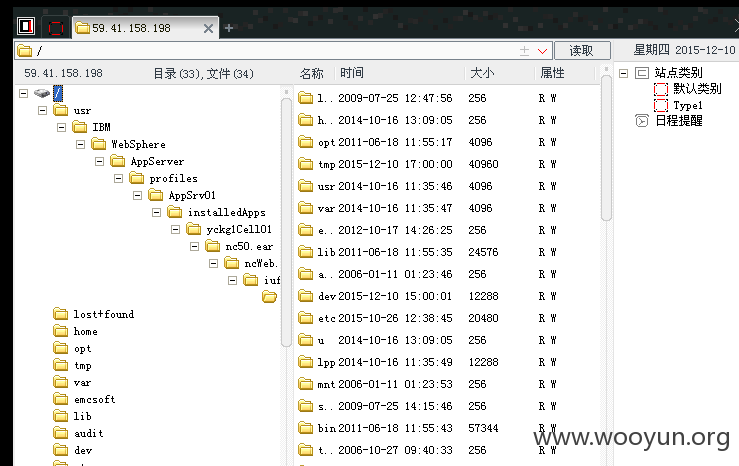 59.41.158.198
/
读取
星期四 2015-12-10
59.41.158.198 目录(33),文件(34)
/
usr
IBM
WebSphere
AppServer
profiles
AppSrv01
installedApps
yckg1Cell01
nc50.ear
ncWeb.
iuf
lost+found
home
opt
tmp
var
emcsoft
lib
audit
dev
名称 时间 大小 属性
l.. 2009-07-25 12:47:56 256 R W
h.. 2014-10-16 13:09:05 256 R W
opt 2011-06-18 11:55:17 4096 R W
tmp 2015-12-10 17:00:00 40960 R W
usr 2014-10-16 11:35:46 4096 R W
var 2014-10-16 11:35:47 4096 R W
e.. 2012-10-17 14:26:25 256 R W
lib 2011-06-18 11:55:35 24576 R W
a.. 2006-01-11 01:23:46 256 R W
dev 2015-12-10 15:00:01 12288 R W
etc 2015-10-26 12:38:45 20480 R W
u 2014-10-16 13:09:05 256 R W
lpp 2014-10-16 11:35:49 12288 R W
mnt 2006-01-11 01:23:53 256 R W
s.. 2009-07-25 14:15:46 256 R W
bin 2011-06-18 11:55:43 57344 R W
t.. 2006-10-27 09:40:33 256 R W
站点类别
默认类别
Type1
日程提醒
www.wooyun.org